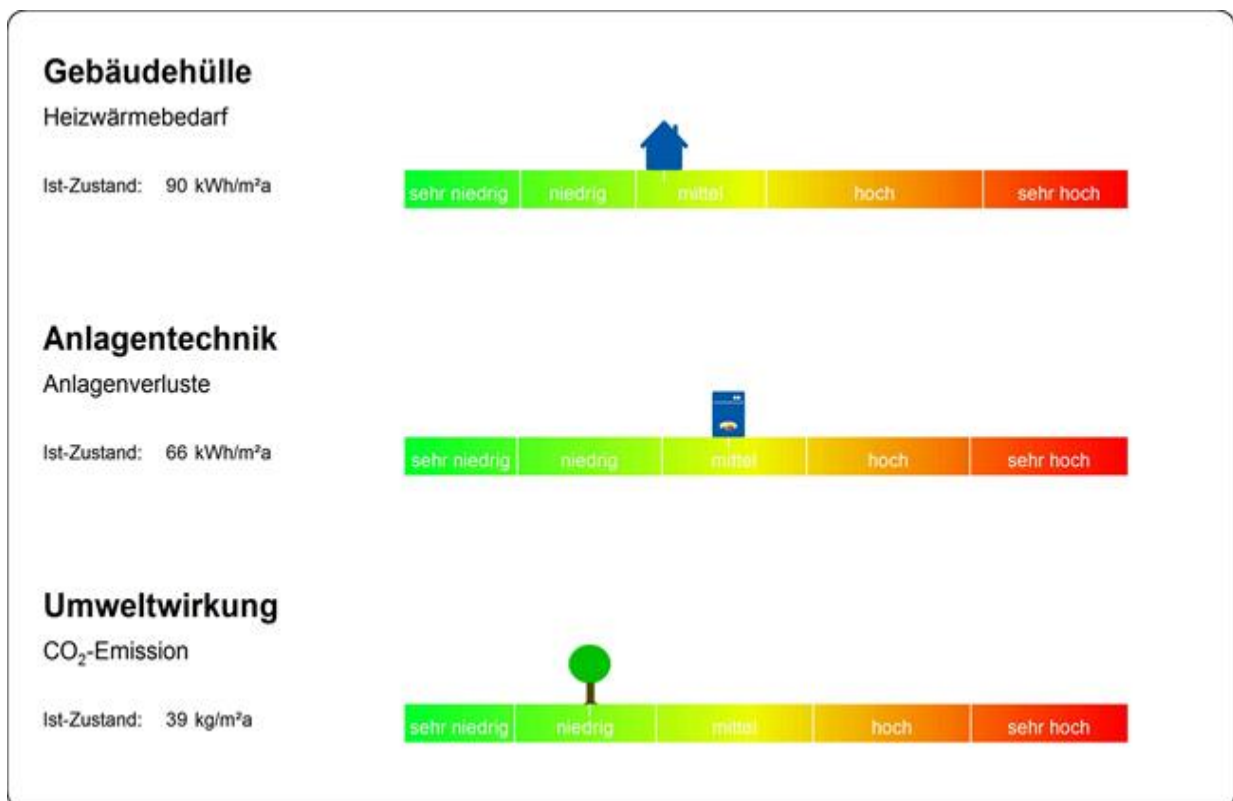 Gebäudehülle
Heizwärmebedarf
Ist-Zustand: 90 kWh/m²a
sehr niedrig niedrig mittel hoch sehr hoch
Anlagentechnik
Anlagenverluste
Ist-Zustand: 66 kWh/m²a
sehr niedrig niedrig mittel hoch sehr hoch
Umweltwirkung
CO₂-Emission
Ist-Zustand: 39 kg/m²a
sehr niedrig niedrig mittel hoch sehr hoch